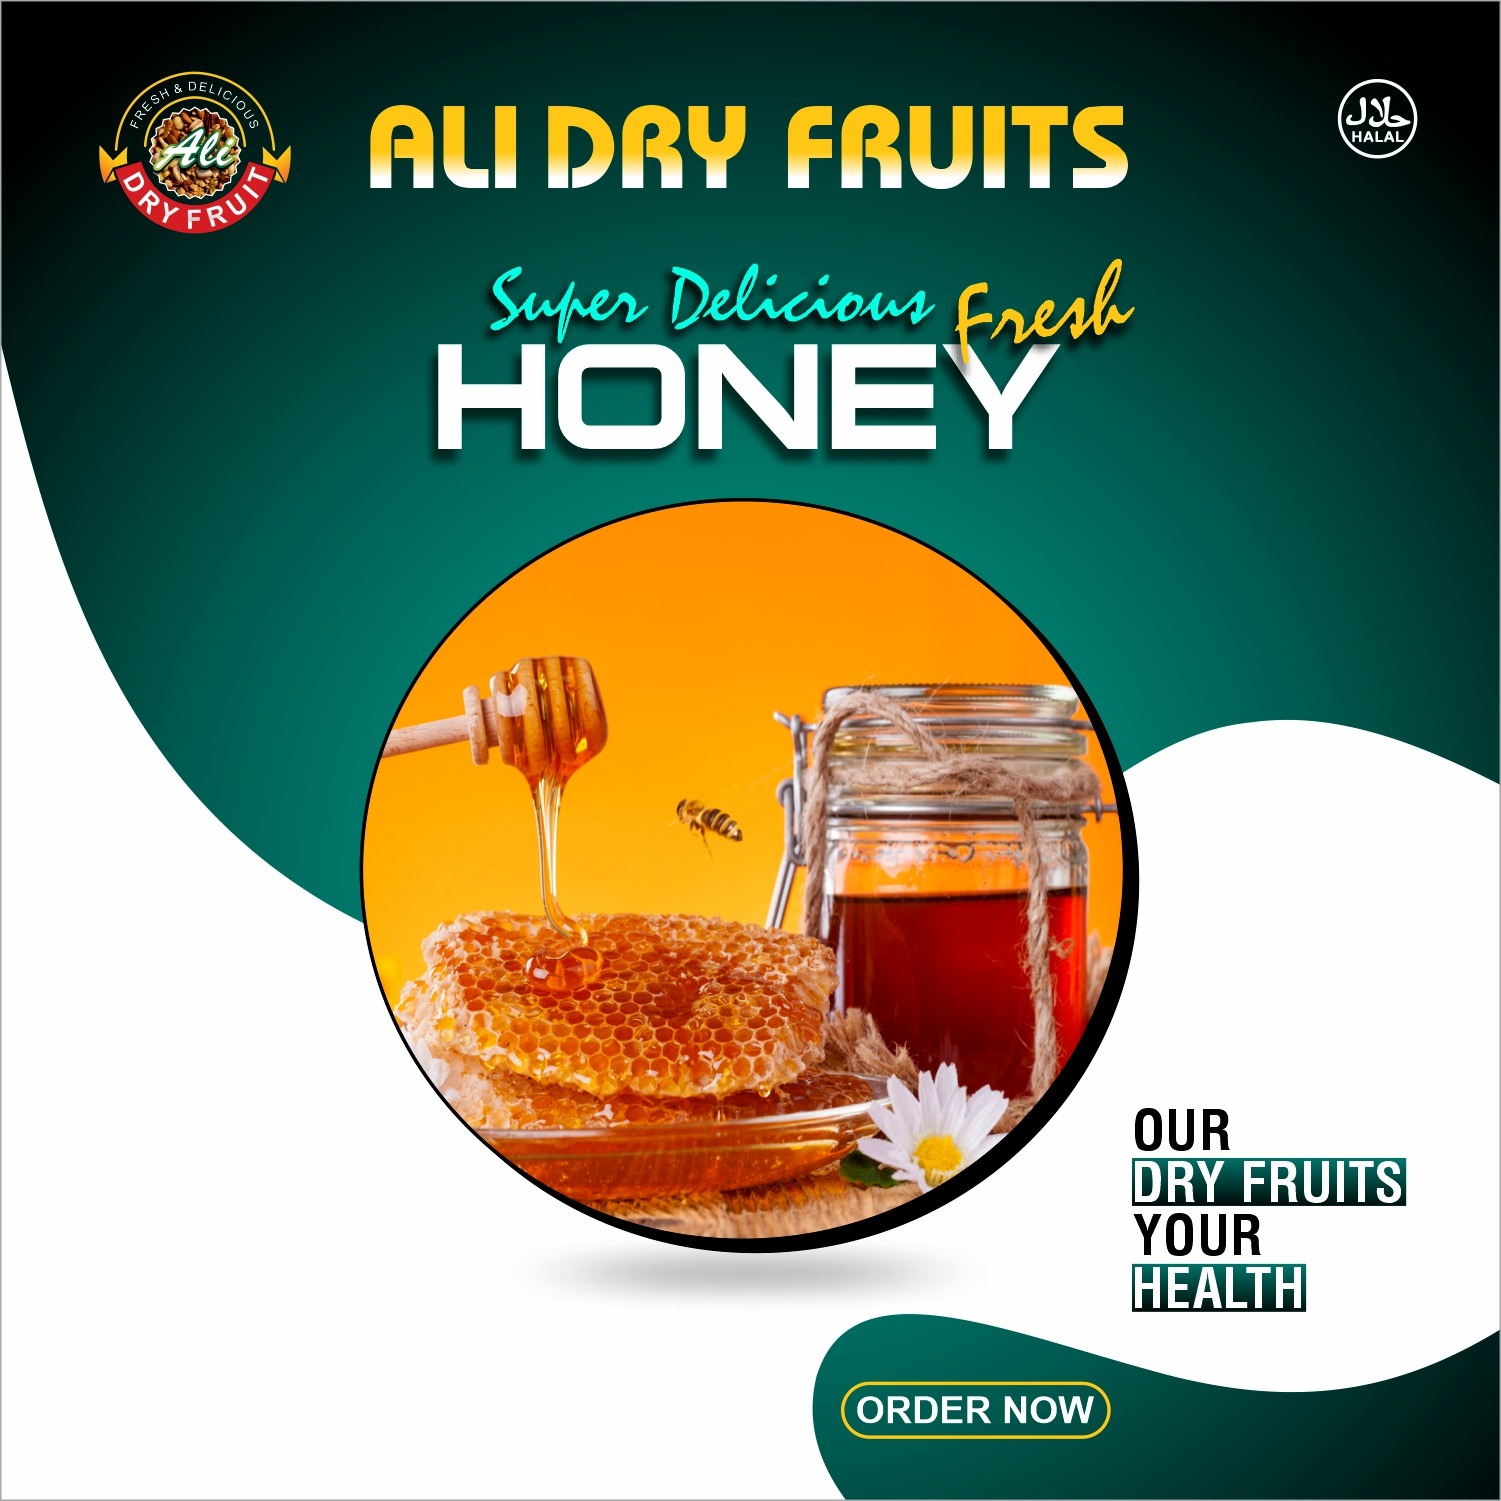 FRESH & DELICIOUS
Ali
DRY FRUIT
ALI DRY FRUITS
حلال
HALAL
Super Delicious Fresh
HONEY
OUR
DRY FRUITS
YOUR
HEALTH
ORDER NOW